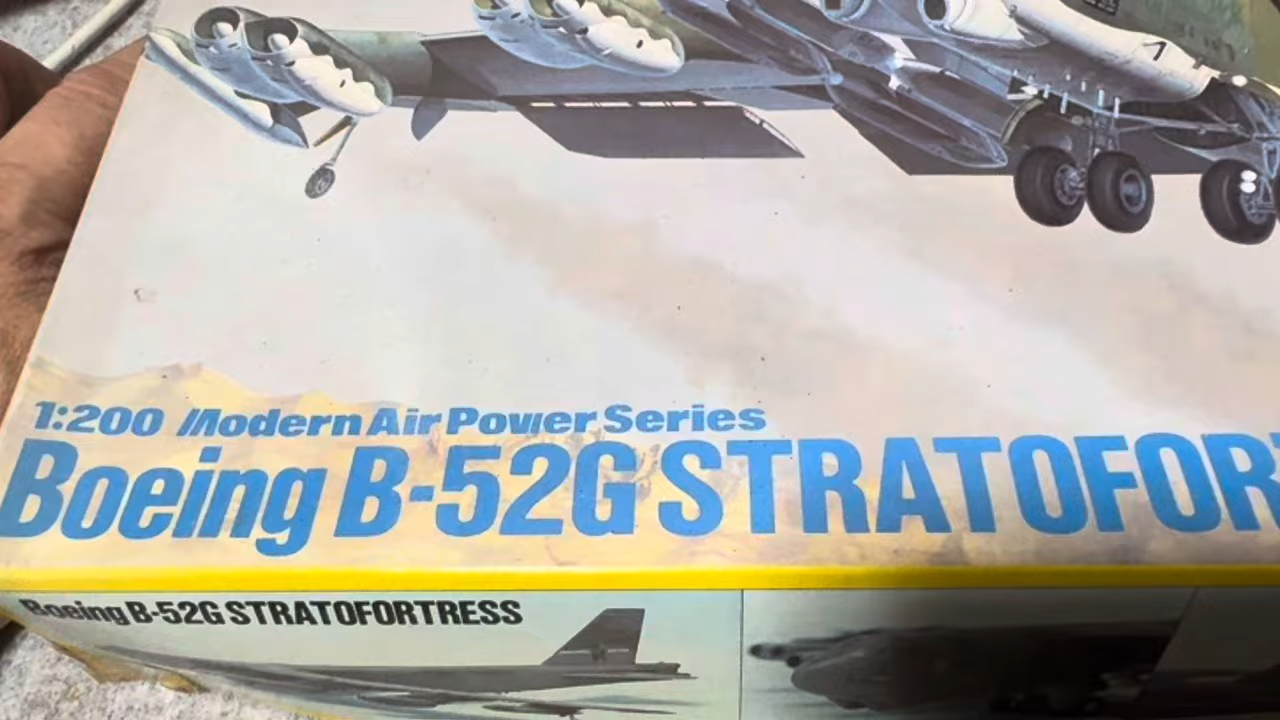 1:200 Modern Air Power Series
Boeing B-52G STRATOFOR
Boeing B-52G STRATOFORTRESS